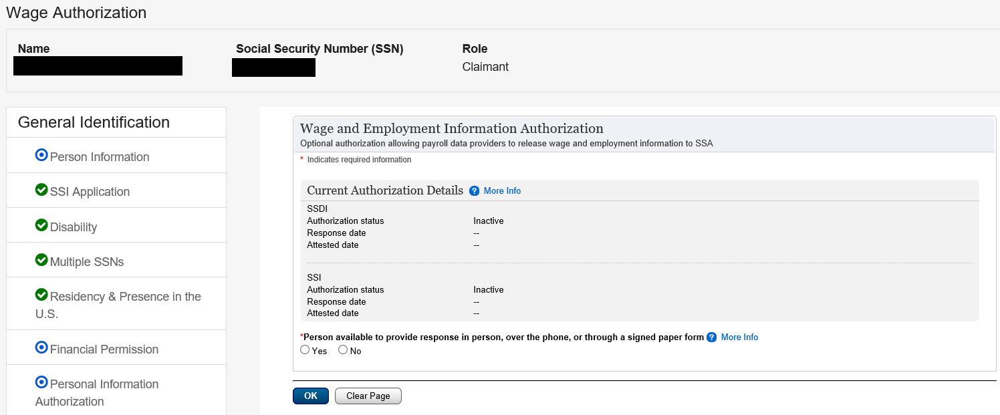 Wage Authorization
Name
Social Security Number (SSN)
Role
Claimant
General Identification
Person Information
SSI Application
Disability
Multiple SSNs
Residency & Presence in the
U.S.
Financial Permission
Personal Information
Authorization
Wage and Employment Information Authorization
Optional authorization allowing payroll data providers to release wage and employment information to SSA
* Indicates required information
Current Authorization Details ? More Info
SSDI
Authorization status Inactive
Response date --
Attested date --
SSI
Authorization status Inactive
Response date --
Attested date --
*Person available to provide response in person, over the phone, or through a signed paper form ? More Info
Yes No
OK Clear Page